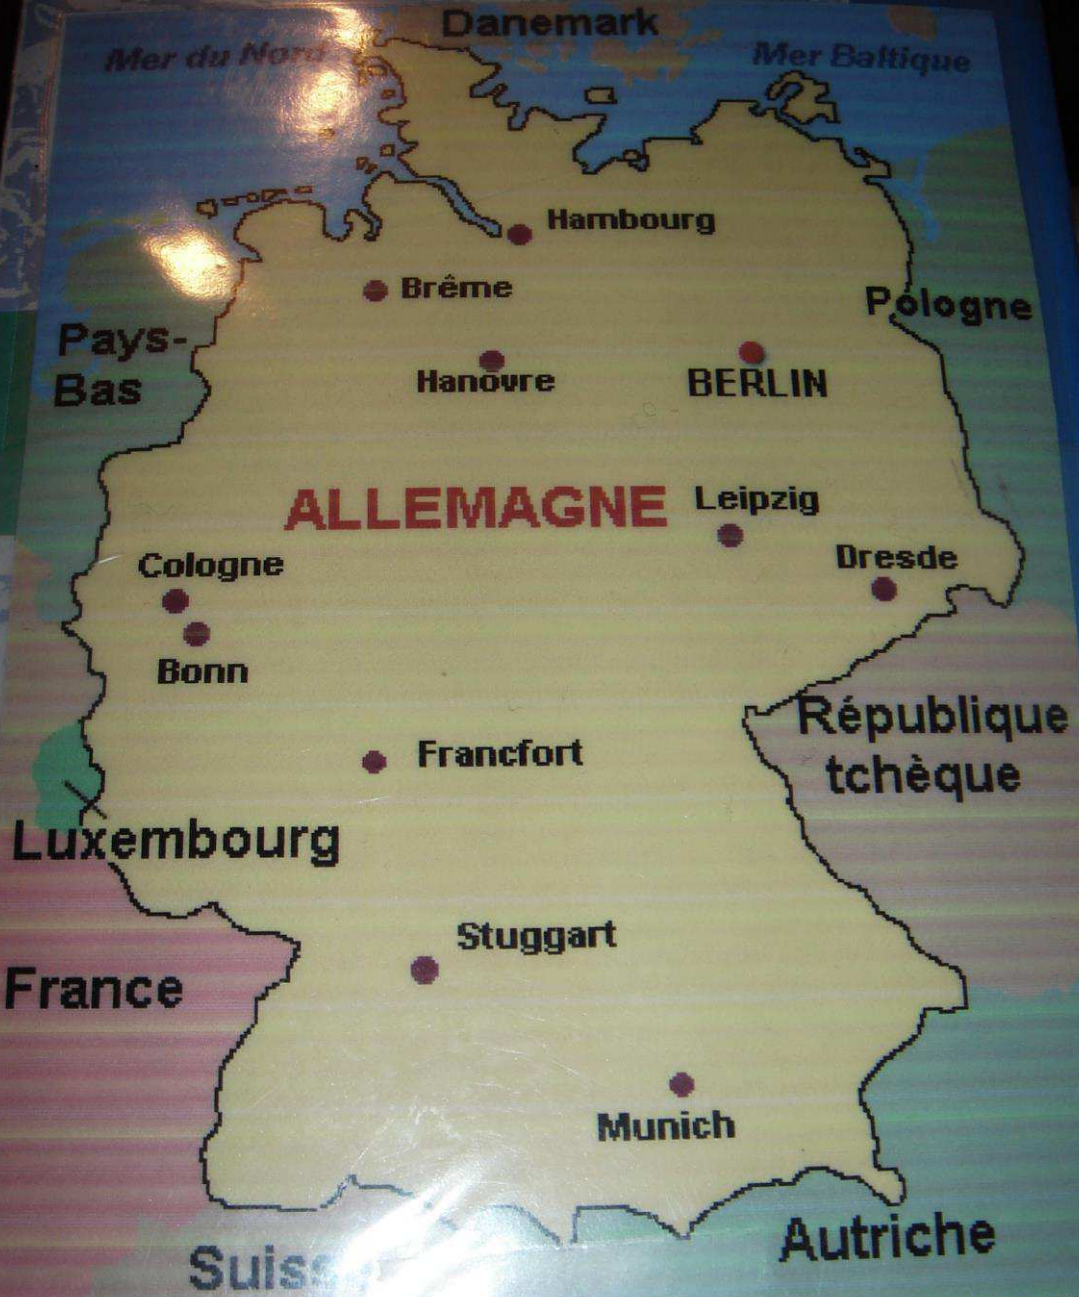 Danemark
Mer du Nord
Mer Baltique
Hambourg
Brême
Pologne
Pays-
Bas
Hanovre
BERLIN
ALLEMAGNE
Leipzig
Cologne
Dresde
Bonn
République
tchèque
Francfort
Luxembourg
Stuggart
France
Munich
Autriche